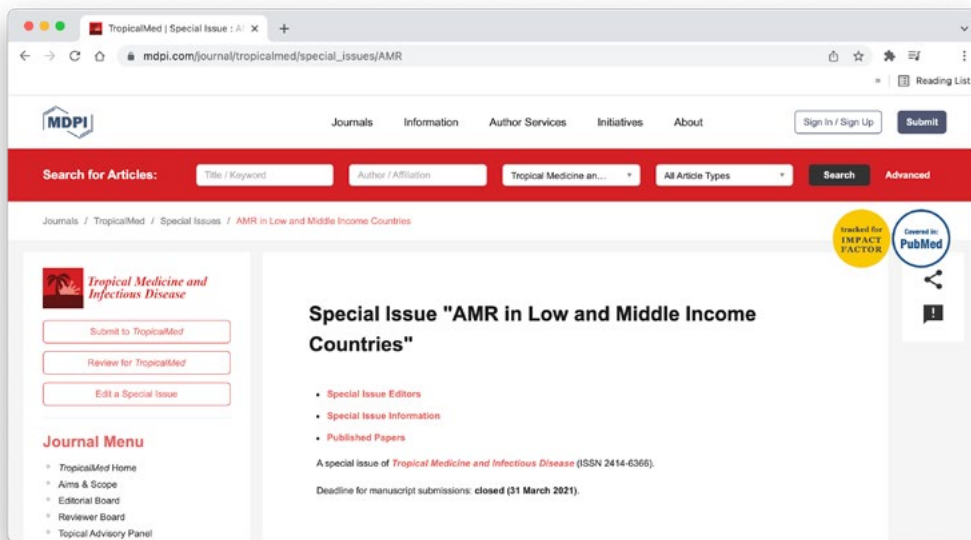 TropicalMed | Special Issue : A
mdpi.com/journal/tropicalmed/special_issues/AMR
» Reading List
MDPI
Journals Information Author Services Initiatives About Sign In / Sign Up Submit
Search for Articles: Title / Keyword Author / Affiliation Tropical Medicine an... All Article Types Search Advanced
Journals / TropicalMed / Special Issues / AMR in Low and Middle Income Countries
tracked for
IMPACT
FACTOR
Covered in:
PubMed
Tropical Medicine and
Infectious Disease
Submit to TropicalMed
Review for TropicalMed
Edit a Special Issue
Journal Menu
TropicalMed Home
Aims & Scope
Editorial Board
Reviewer Board
Topical Advisory Panel
Special Issue "AMR in Low and Middle Income
Countries"
• Special Issue Editors
• Special Issue Information
• Published Papers
A special issue of Tropical Medicine and Infectious Disease (ISSN 2414-6366).
Deadline for manuscript submissions: closed (31 March 2021).